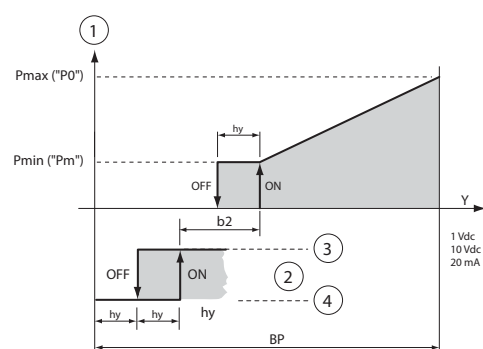 1
Pmax ("P0")
hy
Pmin ("Pm")
OFF
ON
Y
b2
1 Vdc
10 Vdc
20 mA
3
OFF
ON
2
4
hy
hy
hy
BP